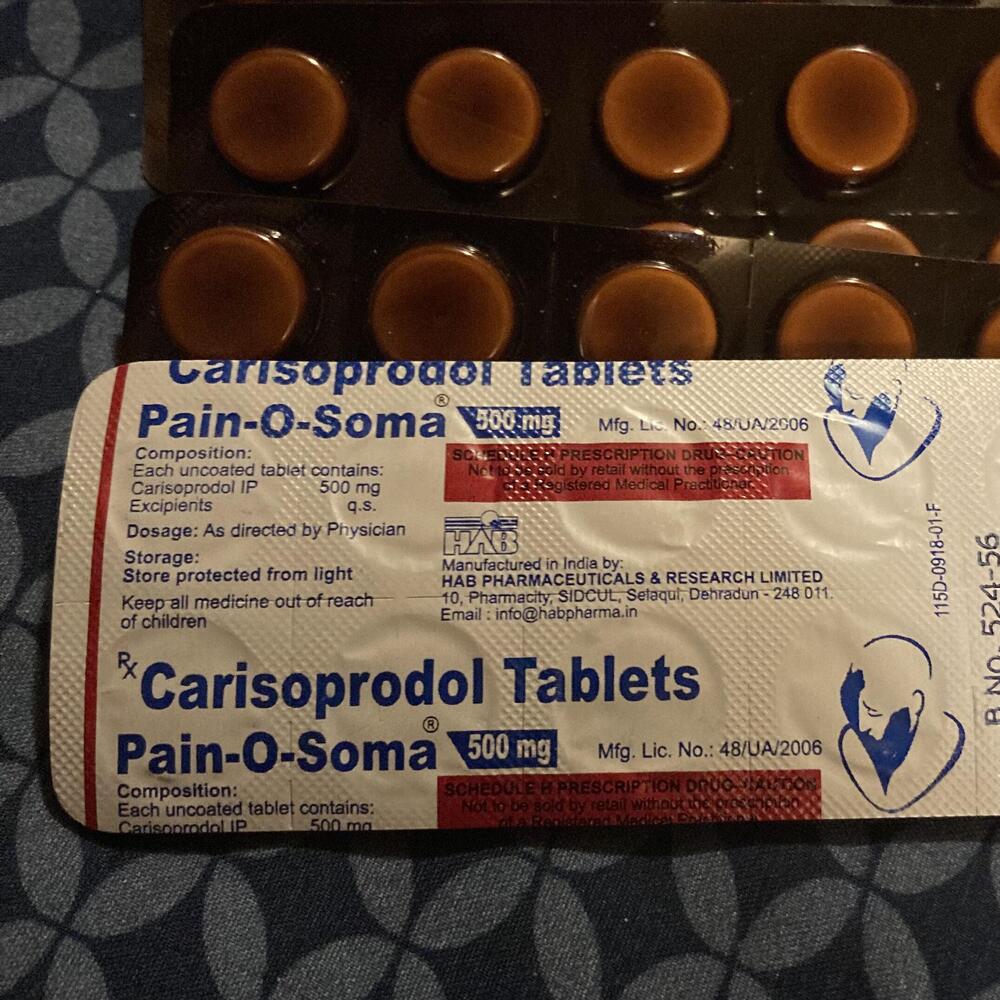 Carisoprodol Tablets
Pain-O-Soma® 500 mg
Mfg. Lic. No.: 48/UA/2006
Composition:
Each uncoated tablet contains:
Carisoprodol IP 500 mg
Excipients q.s.
Dosage: As directed by Physician
Storage:
Store protected from light
Keep all medicine out of reach
of children
SCHEDULE H PRESCRIPTION DRUG-CAUTION
Not to be sold by retail without the prescription
of a Registered Medical Practitioner.
HAB
Manufactured in India by:
HAB PHARMACEUTICALS & RESEARCH LIMITED
10, Pharmacity, SIDCUL, Selaqui, Dehradun - 248 011.
Email : info@habpharma.in
115D-0918-01-F
B.NO. 524-56
Rx Carisoprodol Tablets
Pain-O-Soma® 500 mg
Mfg. Lic. No.: 48/UA/2006
Composition:
Each uncoated tablet contains:
Carisoprodol IP 500 mg
SCHEDULE H PRESCRIPTION DRUG-CAUTION
Not to be sold by retail without the prescription
of a Registered Medical